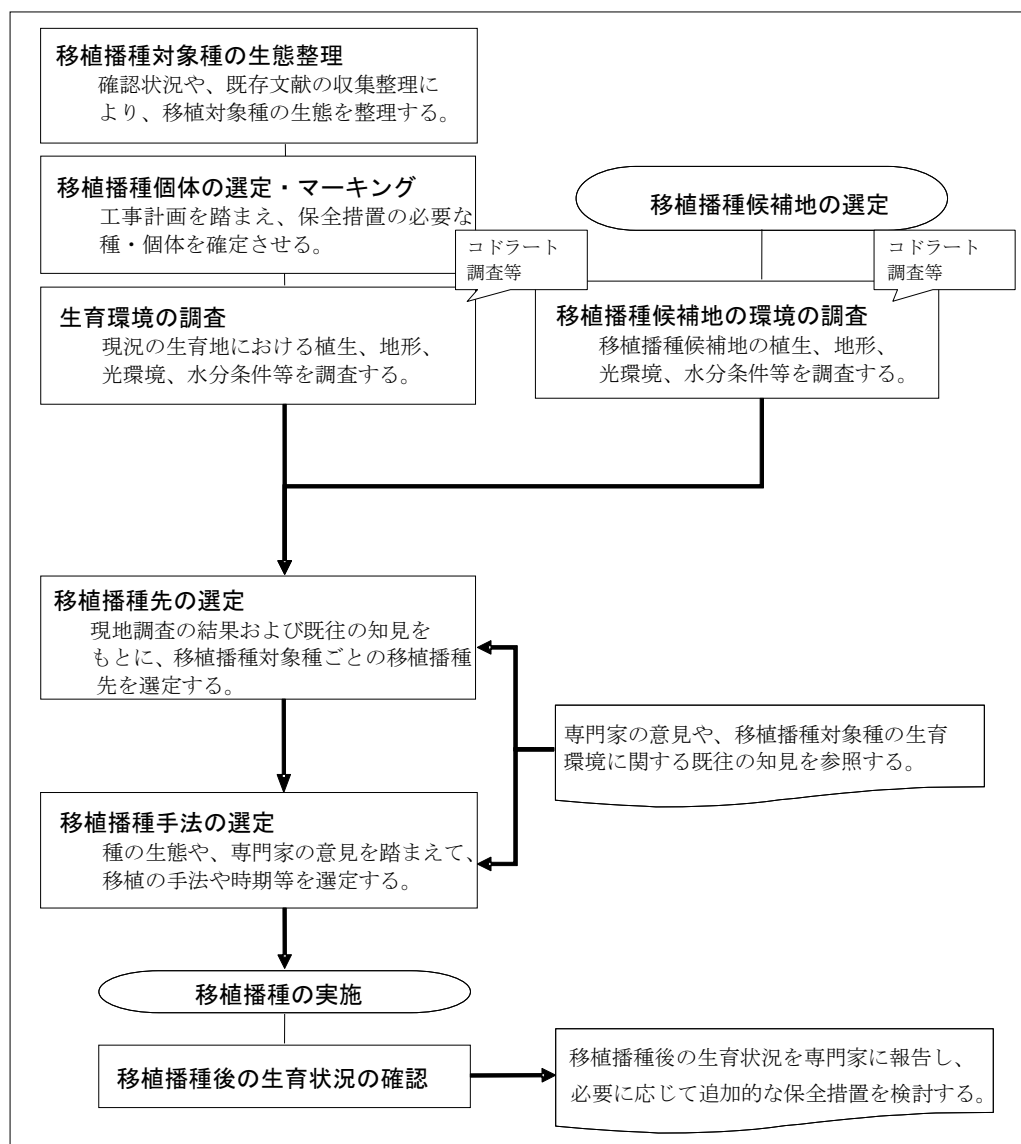 移植播種対象種の生態整理
確認状況や、既存文献の収集整理に
より、移植対象種の生態を整理する。
移植播種個体の選定・マーキング
工事計画を踏まえ、保全措置の必要な
種・個体を確定させる。
移植播種候補地の選定
コドラート
調査等
コドラート
調査等
生育環境の調査
現況の生育地における植生、地形、
光環境、水分条件等を調査する。
移植播種候補地の環境の調査
移植播種候補地の植生、地形、
光環境、水分条件等を調査する。
移植播種先の選定
現地調査の結果および既往の知見を
もとに、移植播種対象種ごとの移植播種
先を選定する。
専門家の意見や、移植播種対象種の生育
環境に関する既往の知見を参照する。
移植播種手法の選定
種の生態や、専門家の意見を踏まえて、
移植の手法や時期等を選定する。
移植播種の実施
移植播種後の生育状況の確認
移植播種後の生育状況を専門家に報告し、
必要に応じて追加的な保全措置を検討する。